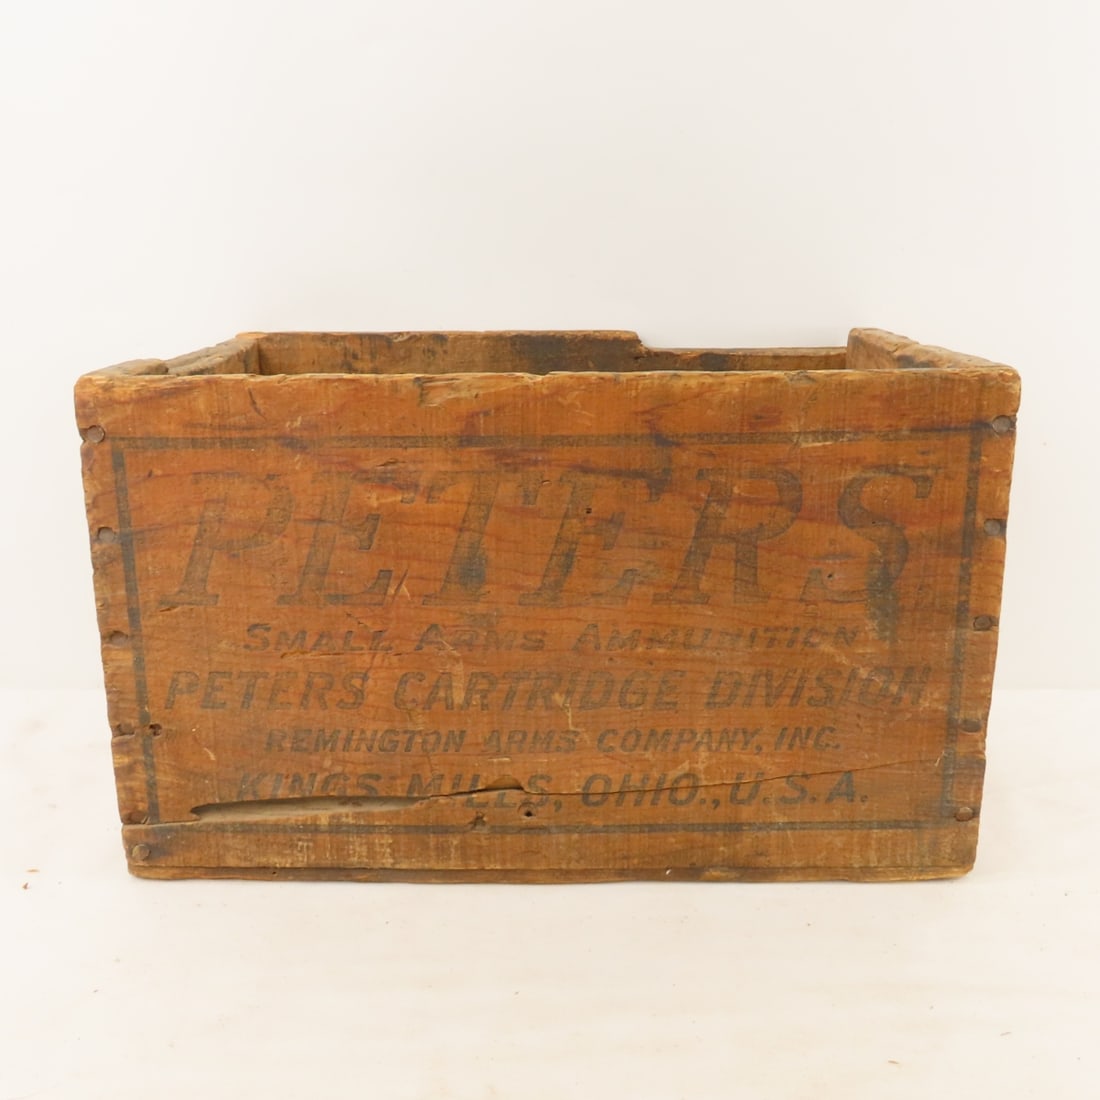 PETERS
SMALL ARMS AMMUNITION
PETERS CARTRIDGE DIVISION
REMINGTON ARMS COMPANY, INC.
KINGS MILLS, OHIO., U.S.A.